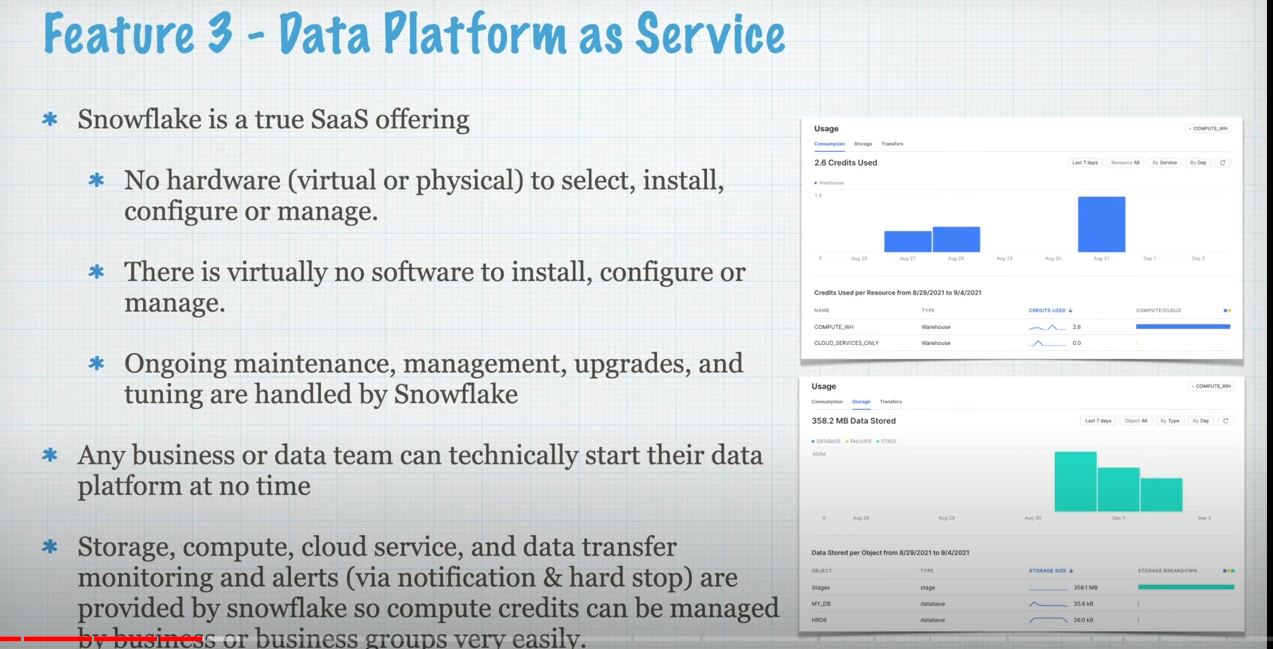 Feature 3 - Data Platform as Service
* Snowflake is a true SaaS offering
* No hardware (virtual or physical) to select, install,
configure or manage.
* There is virtually no software to install, configure or
manage.
* Ongoing maintenance, management, upgrades, and
tuning are handled by Snowflake
* Any business or data team can technically start their data
platform at no time
* Storage, compute, cloud service, and data transfer
monitoring and alerts (via notification & hard stop) are
provided by snowflake so compute credits can be managed
by business or business groups very easily.
Usage
COMPUTE_WH
Consumption Storage Transfers
2.6 Credits Used
Last 7 days Resource All By Service By Day
Warehouse
0 Aug 27 Aug 28 Aug 29 Aug 30 Aug 31 Sep 1 Sep 3
Credits Used per Resource from 8/29/2021 to 9/4/2021
NAME TYPE CREDITS USED COMPUTE/CLOUD
COMPUTE_WH Warehouse 2.6
CLOUD_SERVICES_ONLY Warehouse 0.0
Usage
COMPUTE_WH
Consumption Storage Transfers
358.2 MB Data Stored
Last 7 days Object All By Type By Day
DATABASE FAILSAFE STAGE
400M
0 Aug 28 Aug 29 Aug 30 Sep 1 Sep 3
Data Stored per Object from 8/29/2021 to 9/4/2021
OBJECT TYPE STORAGE SIZE STORAGE BREAKDOWN
Stages stage 358.1 MB
MY_DB database 35.8 kB
HRDB database 26.0 kB